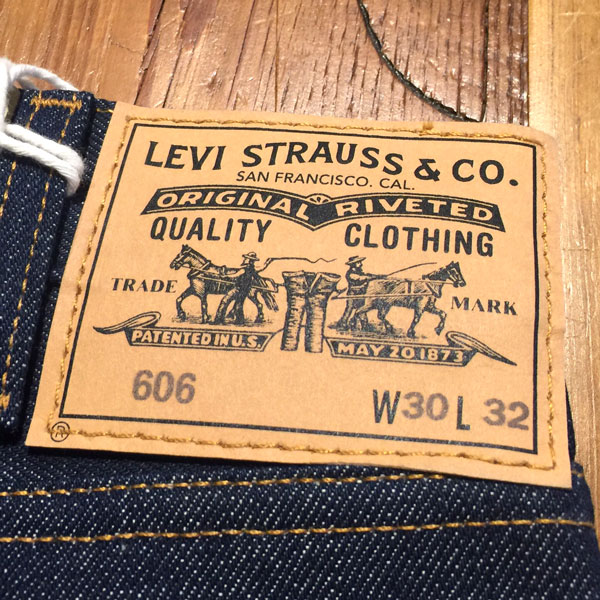 LEVI STRAUSS & CO.
SAN FRANCISCO. CAL.
ORIGINAL RIVETED
QUALITY CLOTHING
TRADE MARK
PATENTED IN U.S. MAY 20 1873
606 W30 L 32
®